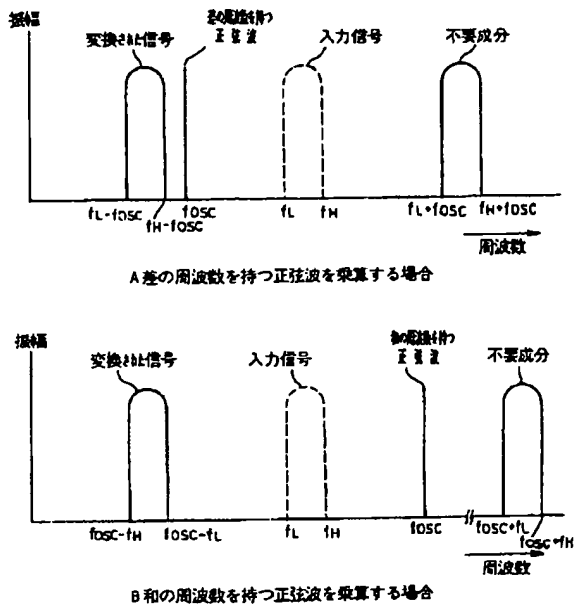 振幅
変換された信号
差の周波数を持つ
正弦波
入力信号
不要成分
fL-fOSC
fH-fOSC
fOSC
fL
fH
fL+fOSC
fH+fOSC
周波数
A差の周波数を持つ正弦波を乗算する場合
振幅
変換された信号
入力信号
和の周波数を持つ
正弦波
不要成分
fOSC-fH
fOSC-fL
fL
fH
fOSC
fOSC+fL
fOSC+fH
周波数
B和の周波数を持つ正弦波を乗算する場合